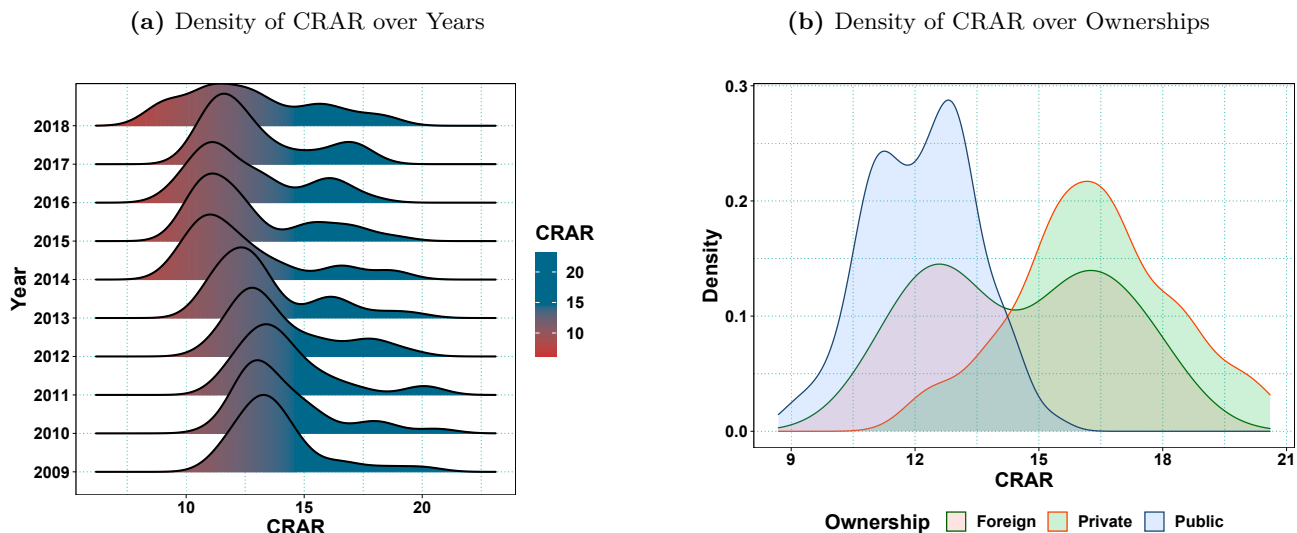 (a) Density of CRAR over Years
2018
2017
2016
2015
2014
2013
2012
2011
2010
2009
Year
10 15 20
CRAR
CRAR
20
15
10
(b) Density of CRAR over Ownerships
0.3
0.2
0.1
0.0
Density
9 12 15 18 21
CRAR
Ownership Foreign Private Public